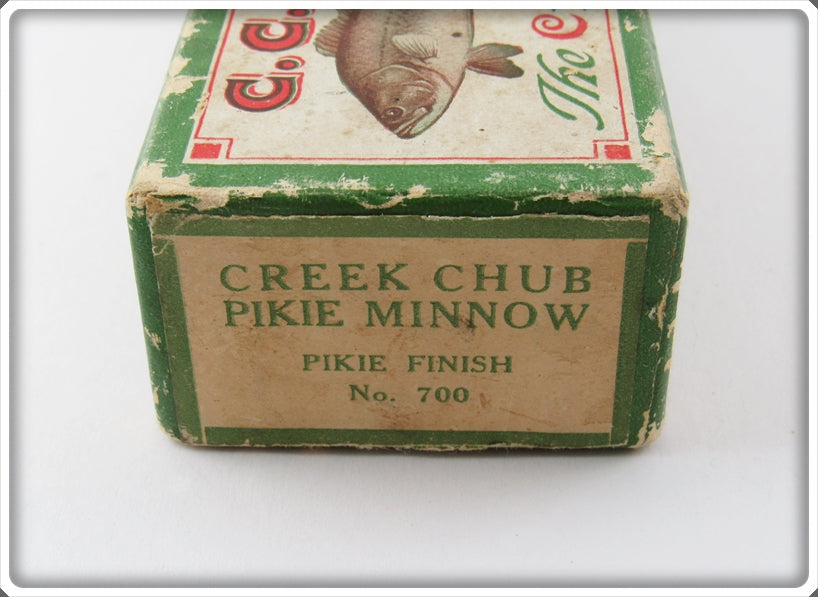 C. C.
The
CREEK CHUB
PIKIE MINNOW
PIKIE FINISH
No. 700